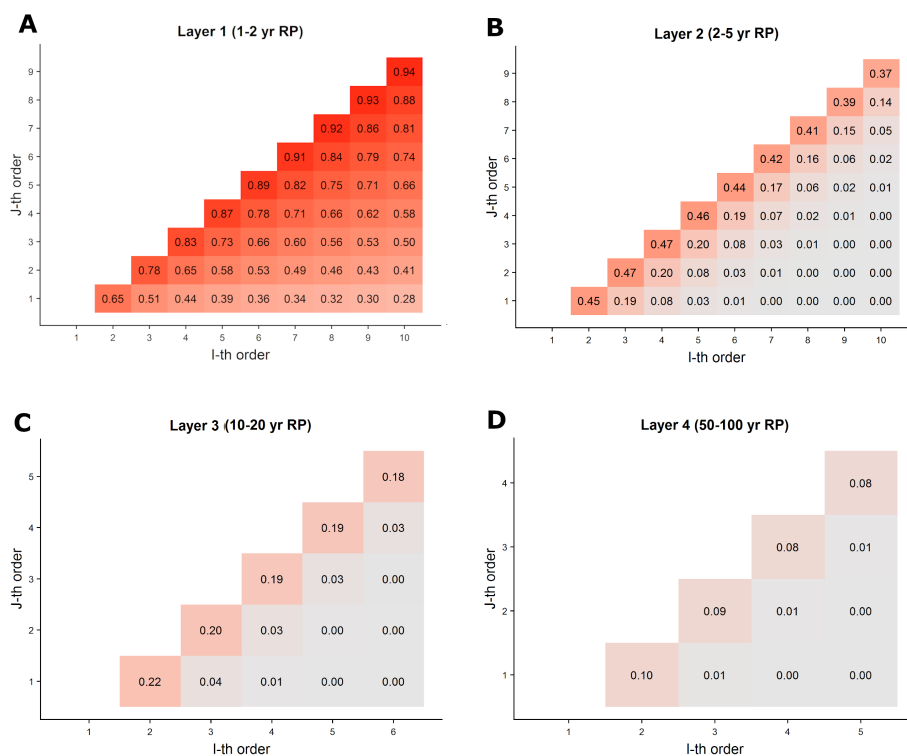 A
Layer 1 (1-2 yr RP)
J-th order
9 0.94
8 0.93 0.88
7 0.92 0.86 0.81
6 0.91 0.84 0.79 0.74
5 0.89 0.82 0.75 0.71 0.66
4 0.87 0.78 0.71 0.66 0.62 0.58
3 0.83 0.73 0.66 0.60 0.56 0.53 0.50
2 0.78 0.65 0.58 0.53 0.49 0.46 0.43 0.41
1 0.65 0.51 0.44 0.39 0.36 0.34 0.32 0.30 0.28
1 2 3 4 5 6 7 8 9 10
I-th order
B
Layer 2 (2-5 yr RP)
J-th order
9 0.37
8 0.39 0.14
7 0.41 0.15 0.05
6 0.42 0.16 0.06 0.02
5 0.44 0.17 0.06 0.02 0.01
4 0.46 0.19 0.07 0.02 0.01 0.00
3 0.47 0.20 0.08 0.03 0.01 0.00 0.00
2 0.47 0.20 0.08 0.03 0.01 0.00 0.00 0.00
1 0.45 0.19 0.08 0.03 0.01 0.00 0.00 0.00 0.00
1 2 3 4 5 6 7 8 9 10
I-th order
C
Layer 3 (10-20 yr RP)
J-th order
5 0.18
4 0.19 0.03
3 0.19 0.03 0.00
2 0.20 0.03 0.00 0.00
1 0.22 0.04 0.01 0.00 0.00
1 2 3 4 5 6
I-th order
D
Layer 4 (50-100 yr RP)
J-th order
4 0.08
3 0.08 0.01
2 0.09 0.01 0.00
1 0.10 0.01 0.00 0.00
1 2 3 4 5
I-th order